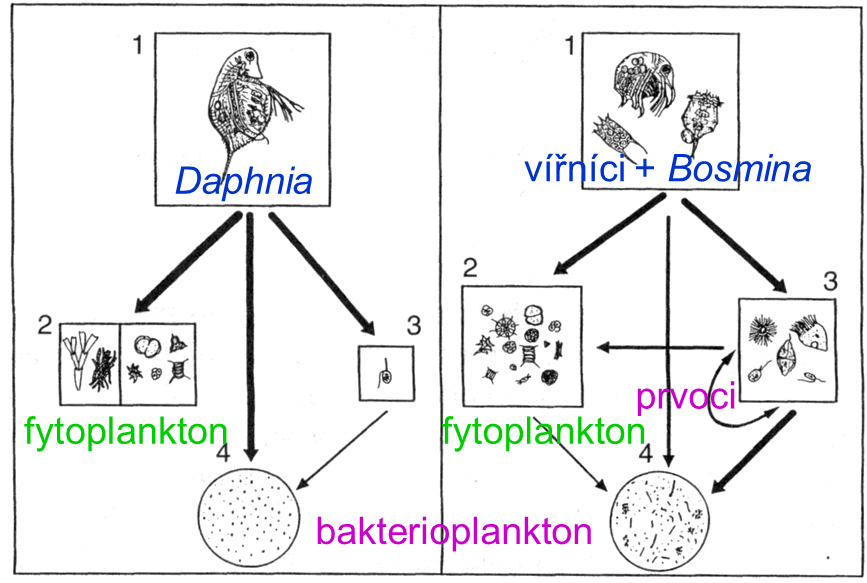 1
Daphnia
2
3
fytoplankton
4
1
vířníci + Bosmina
2
3
prvoci
fytoplankton
4
bakterioplankton